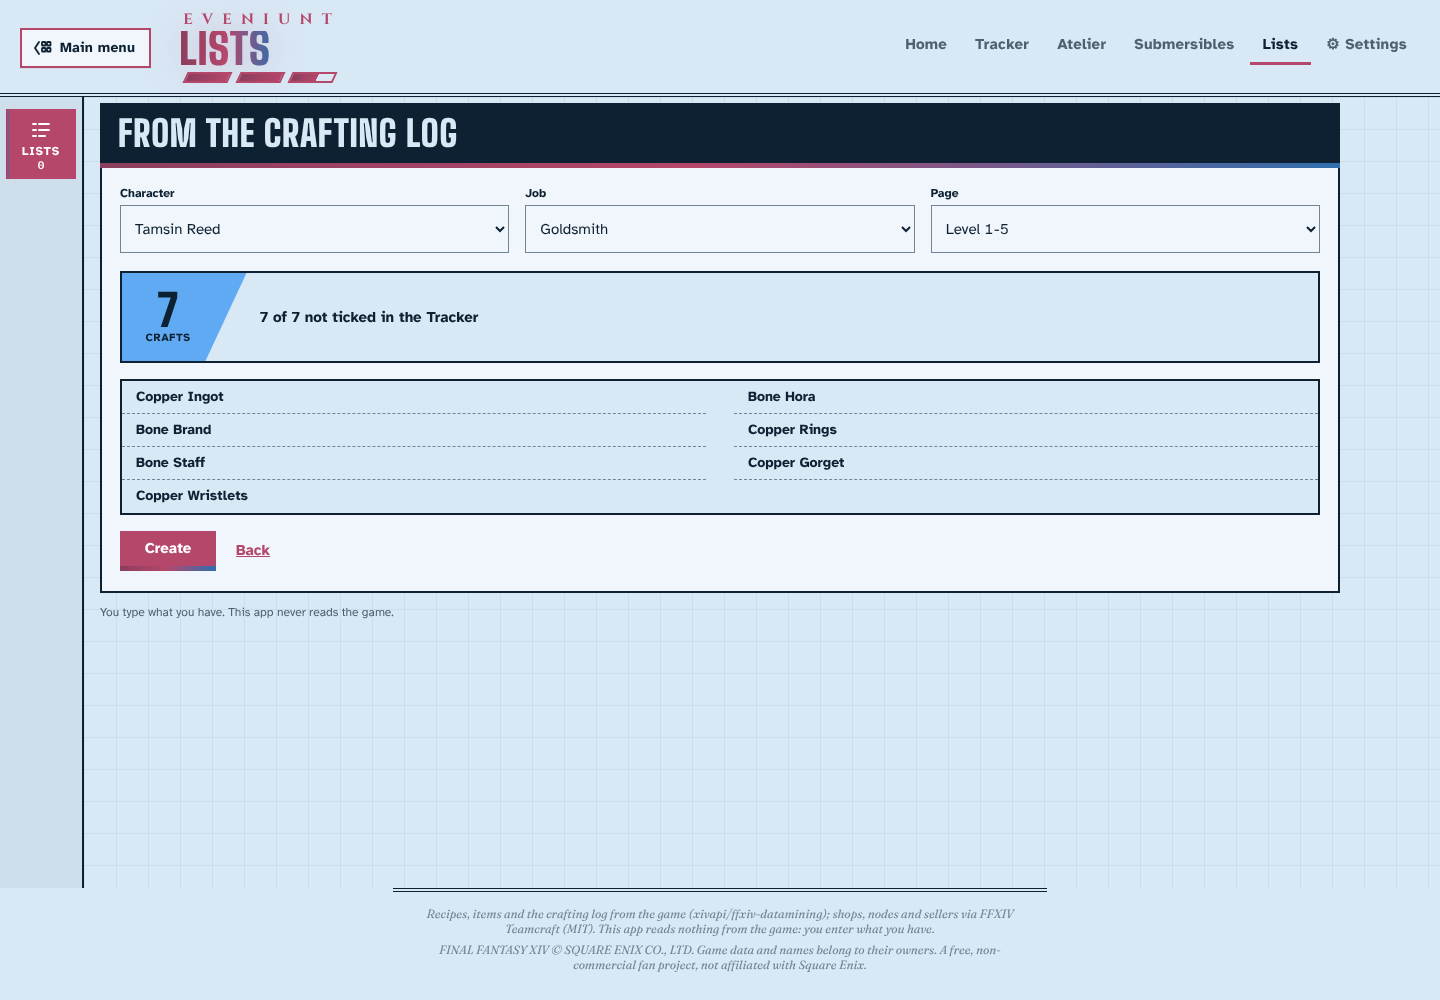 Main menu
EVENIUNT
LISTS
Home
Tracker
Atelier
Submersibles
Lists
⚙ Settings
LISTS
0
FROM THE CRAFTING LOG
Character
Job
Page
Tamsin Reed
Goldsmith
Level 1-5
7
CRAFTS
7 of 7 not ticked in the Tracker
Copper Ingot
Bone Brand
Bone Staff
Copper Wristlets
Bone Hora
Copper Rings
Copper Gorget
Create
Back
You type what you have. This app never reads the game.
Recipes, items and the crafting log from the game (xivapi/ffxiv-datamining); shops, nodes and sellers via FFXIV
Teamcraft (MIT). This app reads nothing from the game: you enter what you have.
FINAL FANTASY XIV © SQUARE ENIX CO., LTD. Game data and names belong to their owners. A free, non-
commercial fan project, not affiliated with Square Enix.